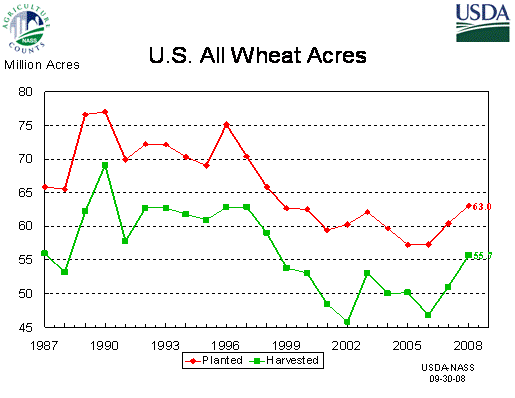 AGRICULTURE
NASS
COUNTS
USDA
U.S. All Wheat Acres
Million Acres
80
75
70
65
60
55
50
45
63.0
55.7
1987 1990 1993 1996 1999 2002 2005 2008
Planted Harvested
USDA-NASS
09-30-08